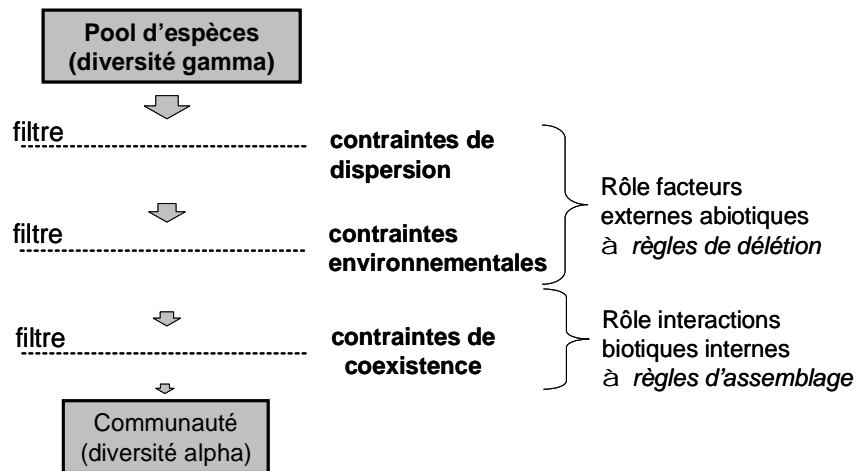 Pool d'espèces
(diversité gamma)
filtre
contraintes de
dispersion
Rôle facteurs
externes abiotiques
à règles de délétion
filtre
contraintes
environnementales
filtre
contraintes de
coexistence
Rôle interactions
biotiques internes
à règles d'assemblage
Communauté
(diversité alpha)